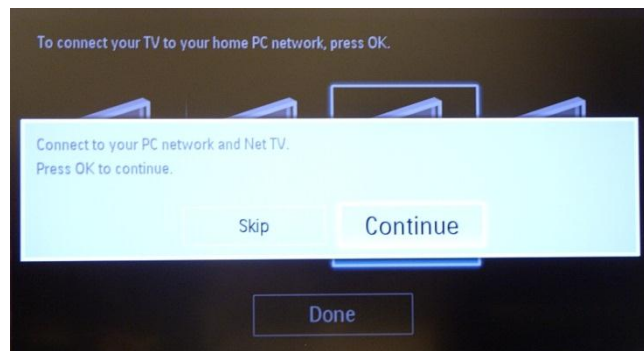 To connect your TV to your home PC network, press OK.
Connect to your PC network and Net TV.
Press OK to continue.
Skip
Continue
Done